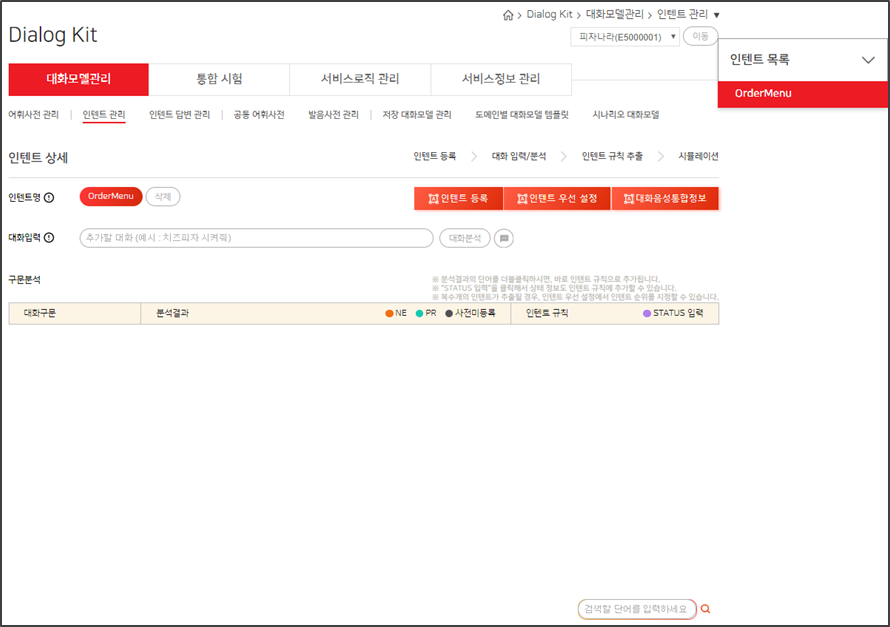 Dialog Kit > 대화모델관리 > 인텐트 관리 ▼
Dialog Kit
피자나라(E5000001) ▼ 이동
인텐트 목록
OrderMenu
대화모델관리 통합 시험 서비스로직 관리 서비스정보 관리
어휘사전 관리 | 인텐트 관리 인텐트 답변 관리 | 공통 어휘사전 발음사전 관리 | 저장 대화모델 관리 도메인별 대화모델 템플릿 시나리오 대화모델
인텐트 상세
인텐트 등록 > 대화 입력/분석 > 인텐트 규칙 추출 > 시뮬레이션
인텐트명 OrderMenu 삭제 인텐트 등록 인텐트 우선 설정 대화음성통합정보
대화입력 추가할 대화 (예시 : 치즈피자 시켜줘) 대화분석
구문분석
※ 분석결과의 단어를 더블클릭하시면, 바로 인텐트 규칙으로 추가됩니다.
※ "STATUS 입력"을 클릭해서 상태 정보도 인텐트 규칙에 추가할 수 있습니다.
※ 복수개의 인텐트가 추출될 경우, 인텐트 우선 설정에서 인텐트 순위를 지정할 수 있습니다.
대화구문 분석결과 NE PR 사전미등록 인텐트 규칙 STATUS 입력
검색할 단어를 입력하세요